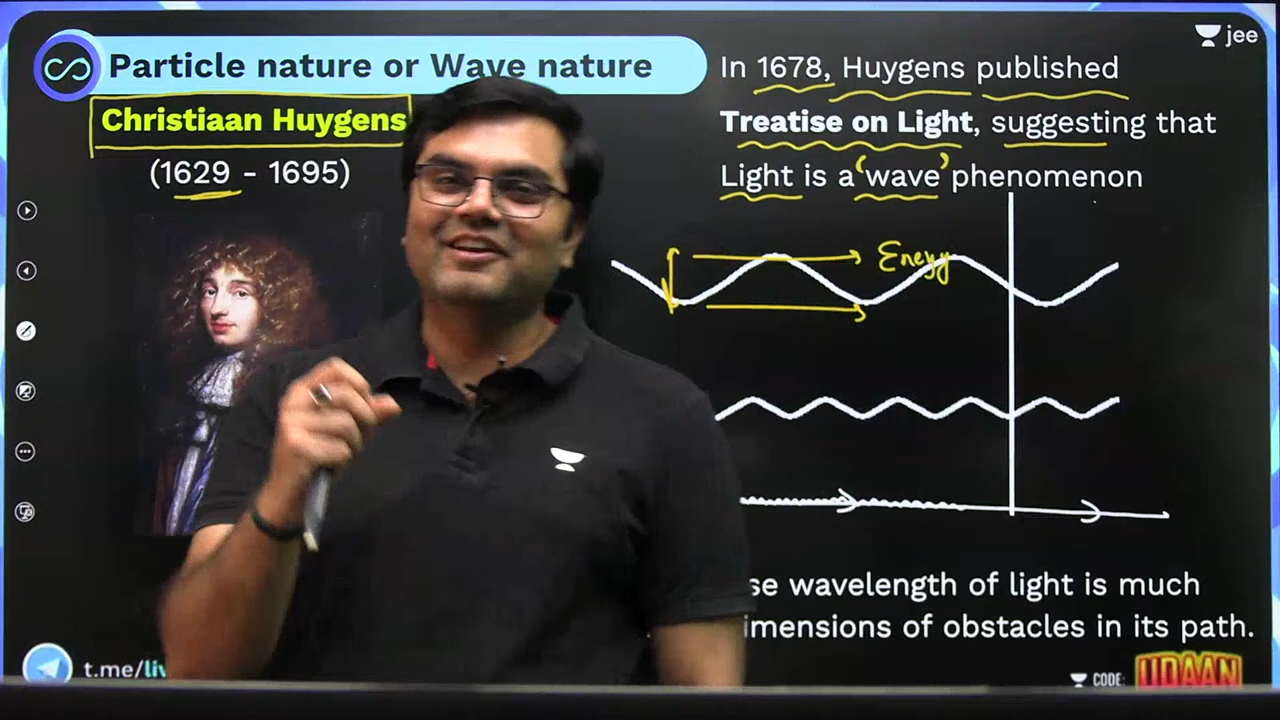 Particle nature or Wave nature
Christiaan Huygens
(1629 - 1695)
jee
In 1678, Huygens published
Treatise on Light, suggesting that
Light is a 'wave' phenomenon
Energy
se wavelength of light is much
imensions of obstacles in its path.
t.me/liv
CODE: UDAAN